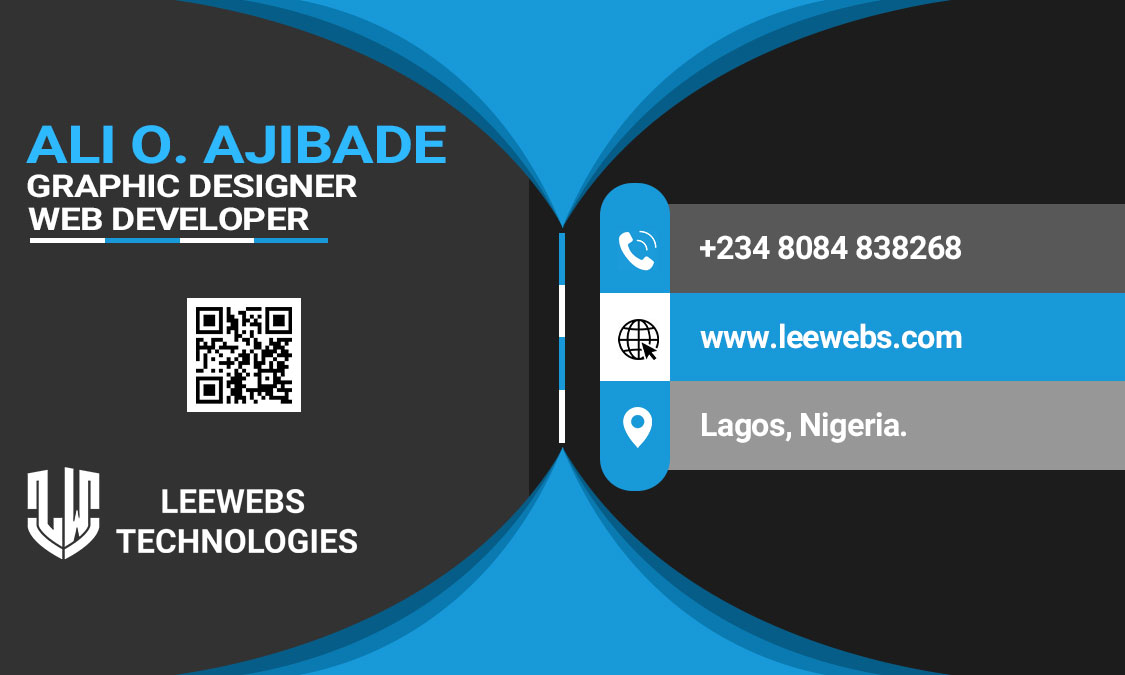 ALI O. AJIBADE
GRAPHIC DESIGNER
WEB DEVELOPER
LEEWEBS
TECHNOLOGIES
+234 8084 838268
www.leewebs.com
Lagos, Nigeria.